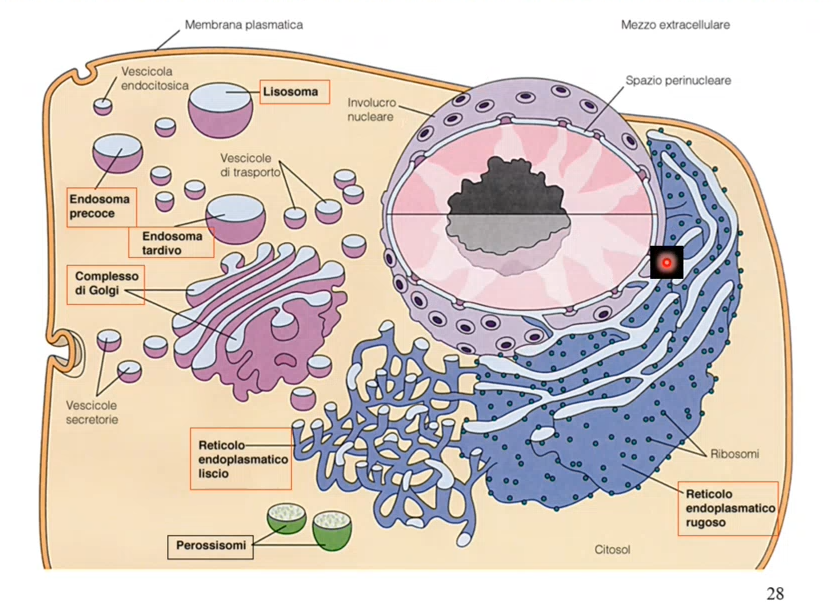 Membrana plasmatica
Mezzo extracellulare
Vescicola
endocitosica
Lisosoma
Involucro
nucleare
Spazio perinucleare
Vescicole
di trasporto
Endosoma
precoce
Endosoma
tardivo
Complesso
di Golgi
Vescicole
secretorie
Reticolo
endoplasmatico
liscio
Ribosomi
Reticolo
endoplasmatico
rugoso
Perossisomi
Citosol
28